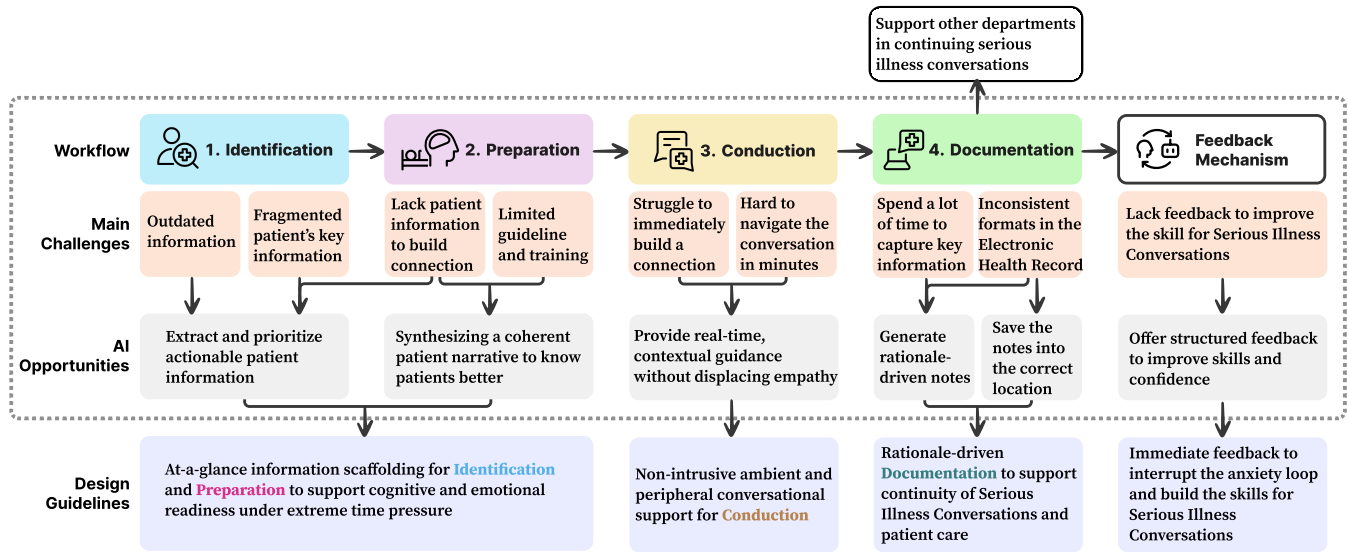 Support other departments
in continuing serious
illness conversations
Workflow
1. Identification
2. Preparation
3. Conduction
4. Documentation
Feedback
Mechanism
Main
Challenges
Outdated
information
Fragmented
patient's key
information
Lack patient
information
to build
connection
Limited
guideline
and training
Struggle to
immediately
build a
connection
Hard to
navigate the
conversation
in minutes
Spend a lot
of time to
capture key
information
Inconsistent
formats in the
Electronic
Health Record
Lack feedback to improve
the skill for Serious Illness
Conversations
AI
Opportunities
Extract and prioritize
actionable patient
information
Synthesizing a coherent
patient narrative to know
patients better
Provide real-time,
contextual guidance
without displacing empathy
Generate
rationale-
driven notes
Save the
notes into
the correct
location
Offer structured feedback
to improve skills and
confidence
Design
Guidelines
At-a-glance information scaffolding for Identification
and Preparation to support cognitive and emotional
readiness under extreme time pressure
Non-intrusive ambient and
peripheral conversational
support for Conduction
Rationale-driven
Documentation to support
continuity of Serious
Illness Conversations and
patient care
Immediate feedback to
interrupt the anxiety loop
and build the skills for
Serious Illness
Conversations